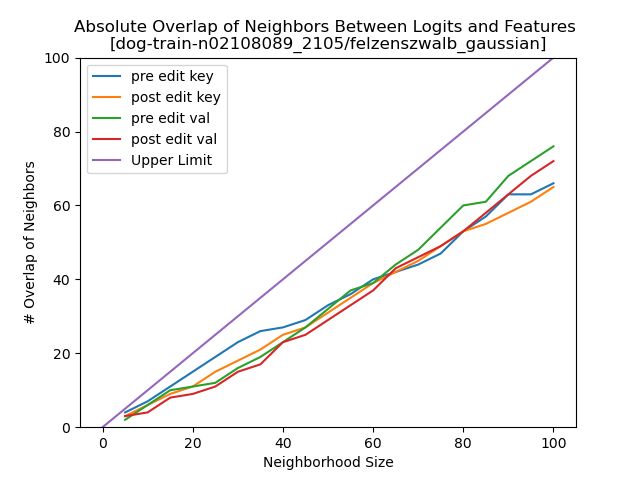 Absolute Overlap of Neighbors Between Logits and Features
[dog-train-n02108089_2105/felzenszwalb_gaussian]
pre edit key
post edit key
pre edit val
post edit val
Upper Limit
# Overlap of Neighbors
100
80
60
40
20
0
0 20 40 60 80 100
Neighborhood Size